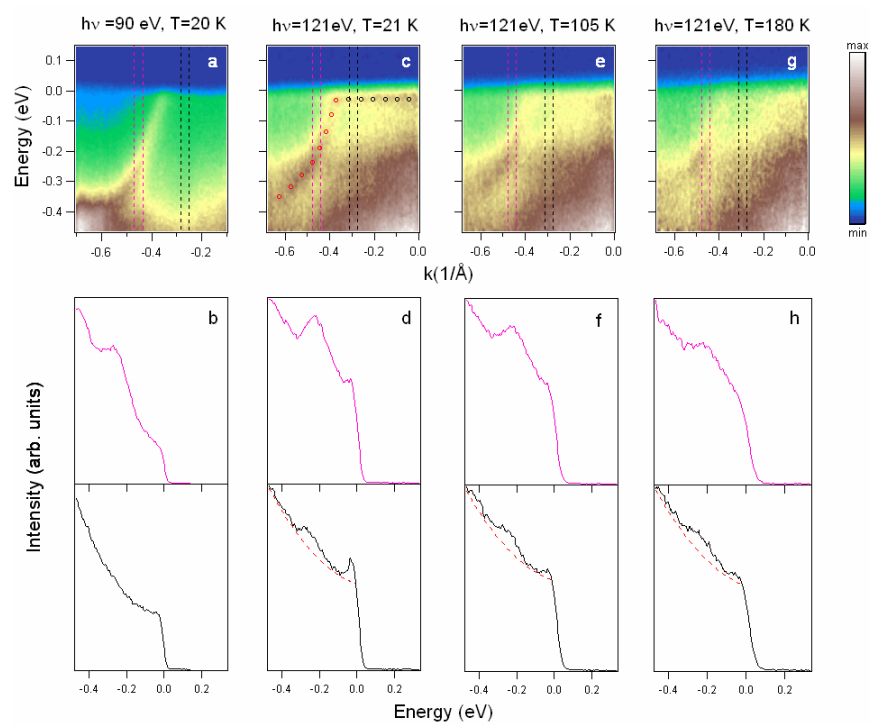 hν =90 eV, T=20 K
hν=121eV, T=21 K
hν=121eV, T=105 K
hν=121eV, T=180 K
a
c
e
g
max
min
Energy (eV)
0.1
0.0
-0.1
-0.2
-0.3
-0.4
-0.6 -0.4 -0.2
-0.6 -0.4 -0.2 0.0
-0.6 -0.4 -0.2 0.0
-0.6 -0.4 -0.2 0.0
k(1/Å)
b
d
f
h
Intensity (arb. units)
-0.4 -0.2 0.0 0.2
-0.4 -0.2 0.0 0.2
-0.4 -0.2 0.0 0.2
-0.4 -0.2 0.0 0.2
Energy (eV)